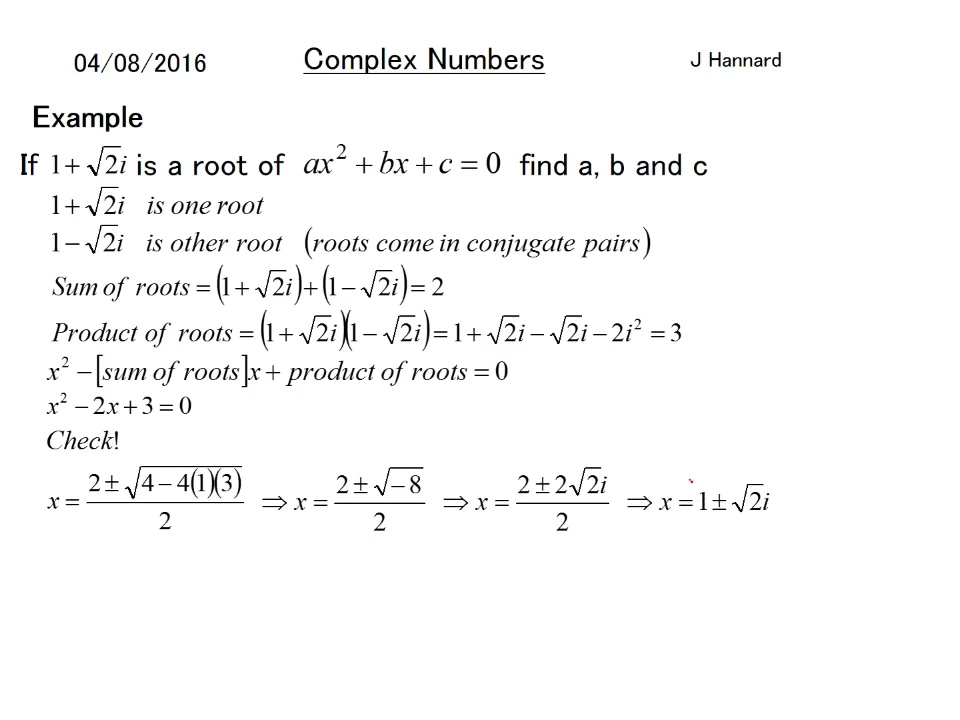 04/08/2016 Complex Numbers J Hannard
Example
If 1 + √2i is a root of ax² + bx + c = 0 find a, b and c
1 + √2i is one root
1 − √2i is other root (roots come in conjugate pairs)
Sum of roots = (1 + √2i) + (1 − √2i) = 2
Product of roots = (1 + √2i)(1 − √2i) = 1 + √2i − √2i − 2i² = 3
x² − [sum of roots]x + product of roots = 0
x² − 2x + 3 = 0
Check!
x = (2 ± √(4 − 4(1)(3)))/2 ⇒ x = (2 ± √−8)/2 ⇒ x = (2 ± 2√2i)/2 ⇒ x = 1 ± √2i